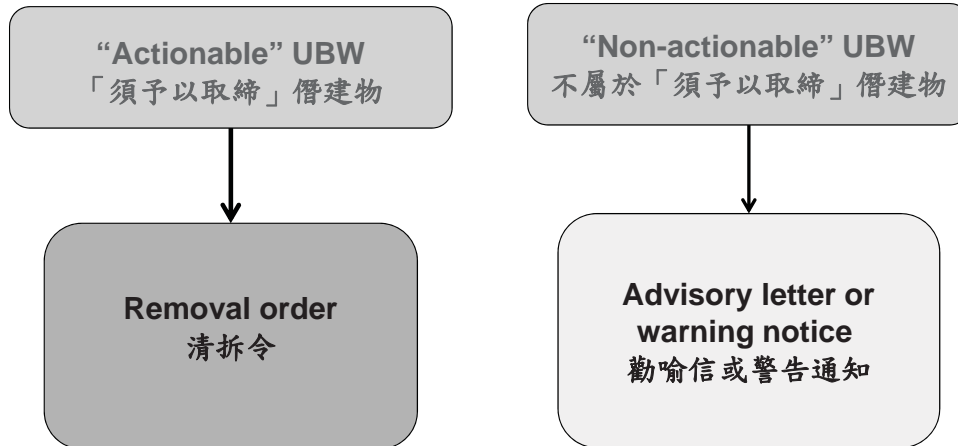 “Actionable” UBW
「須予以取締」僭建物
“Non-actionable” UBW
不屬於「須予以取締」僭建物
Removal order
清拆令
Advisory letter or
warning notice
勸喻信或警告通知